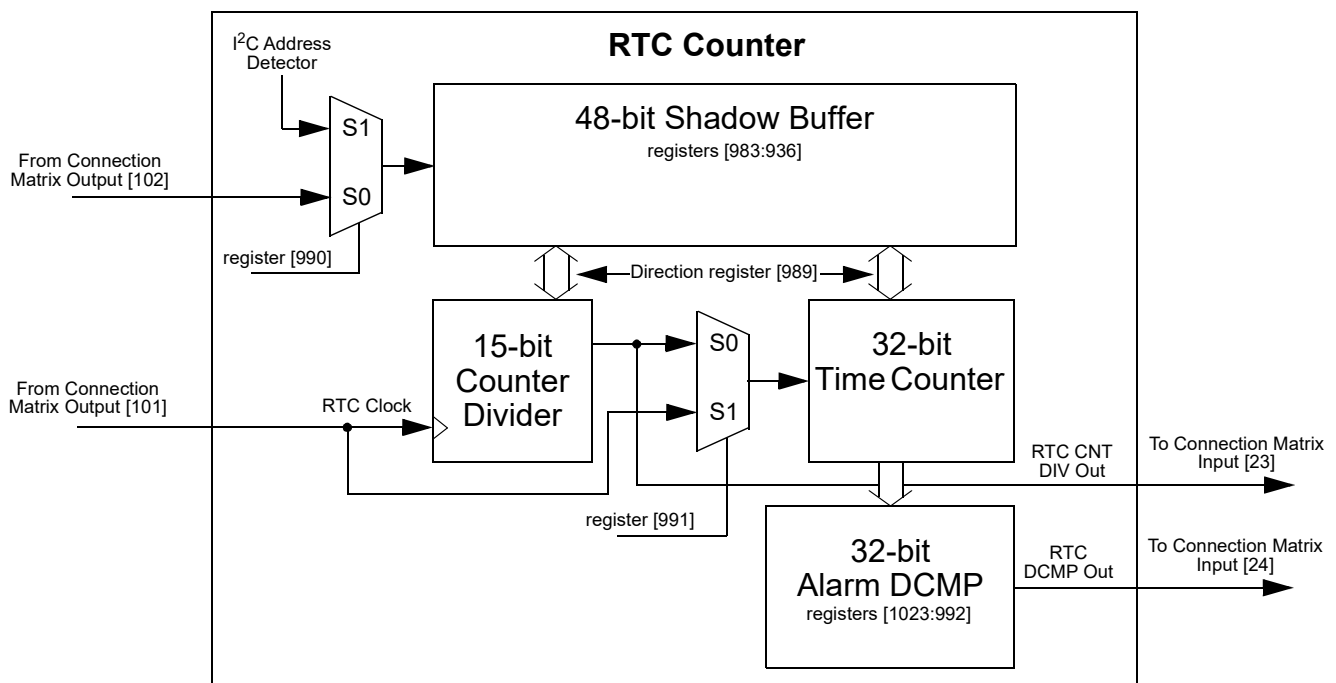 RTC Counter
I²C Address
Detector
48-bit Shadow Buffer
registers [983:936]
S1
From Connection
Matrix Output [102]
S0
register [990]
Direction register [989]
15-bit
Counter
Divider
S0
S1
32-bit
Time Counter
From Connection
Matrix Output [101]
RTC Clock
RTC CNT
DIV Out
To Connection Matrix
Input [23]
register [991]
32-bit
Alarm DCMP
registers [1023:992]
RTC
DCMP Out
To Connection Matrix
Input [24]